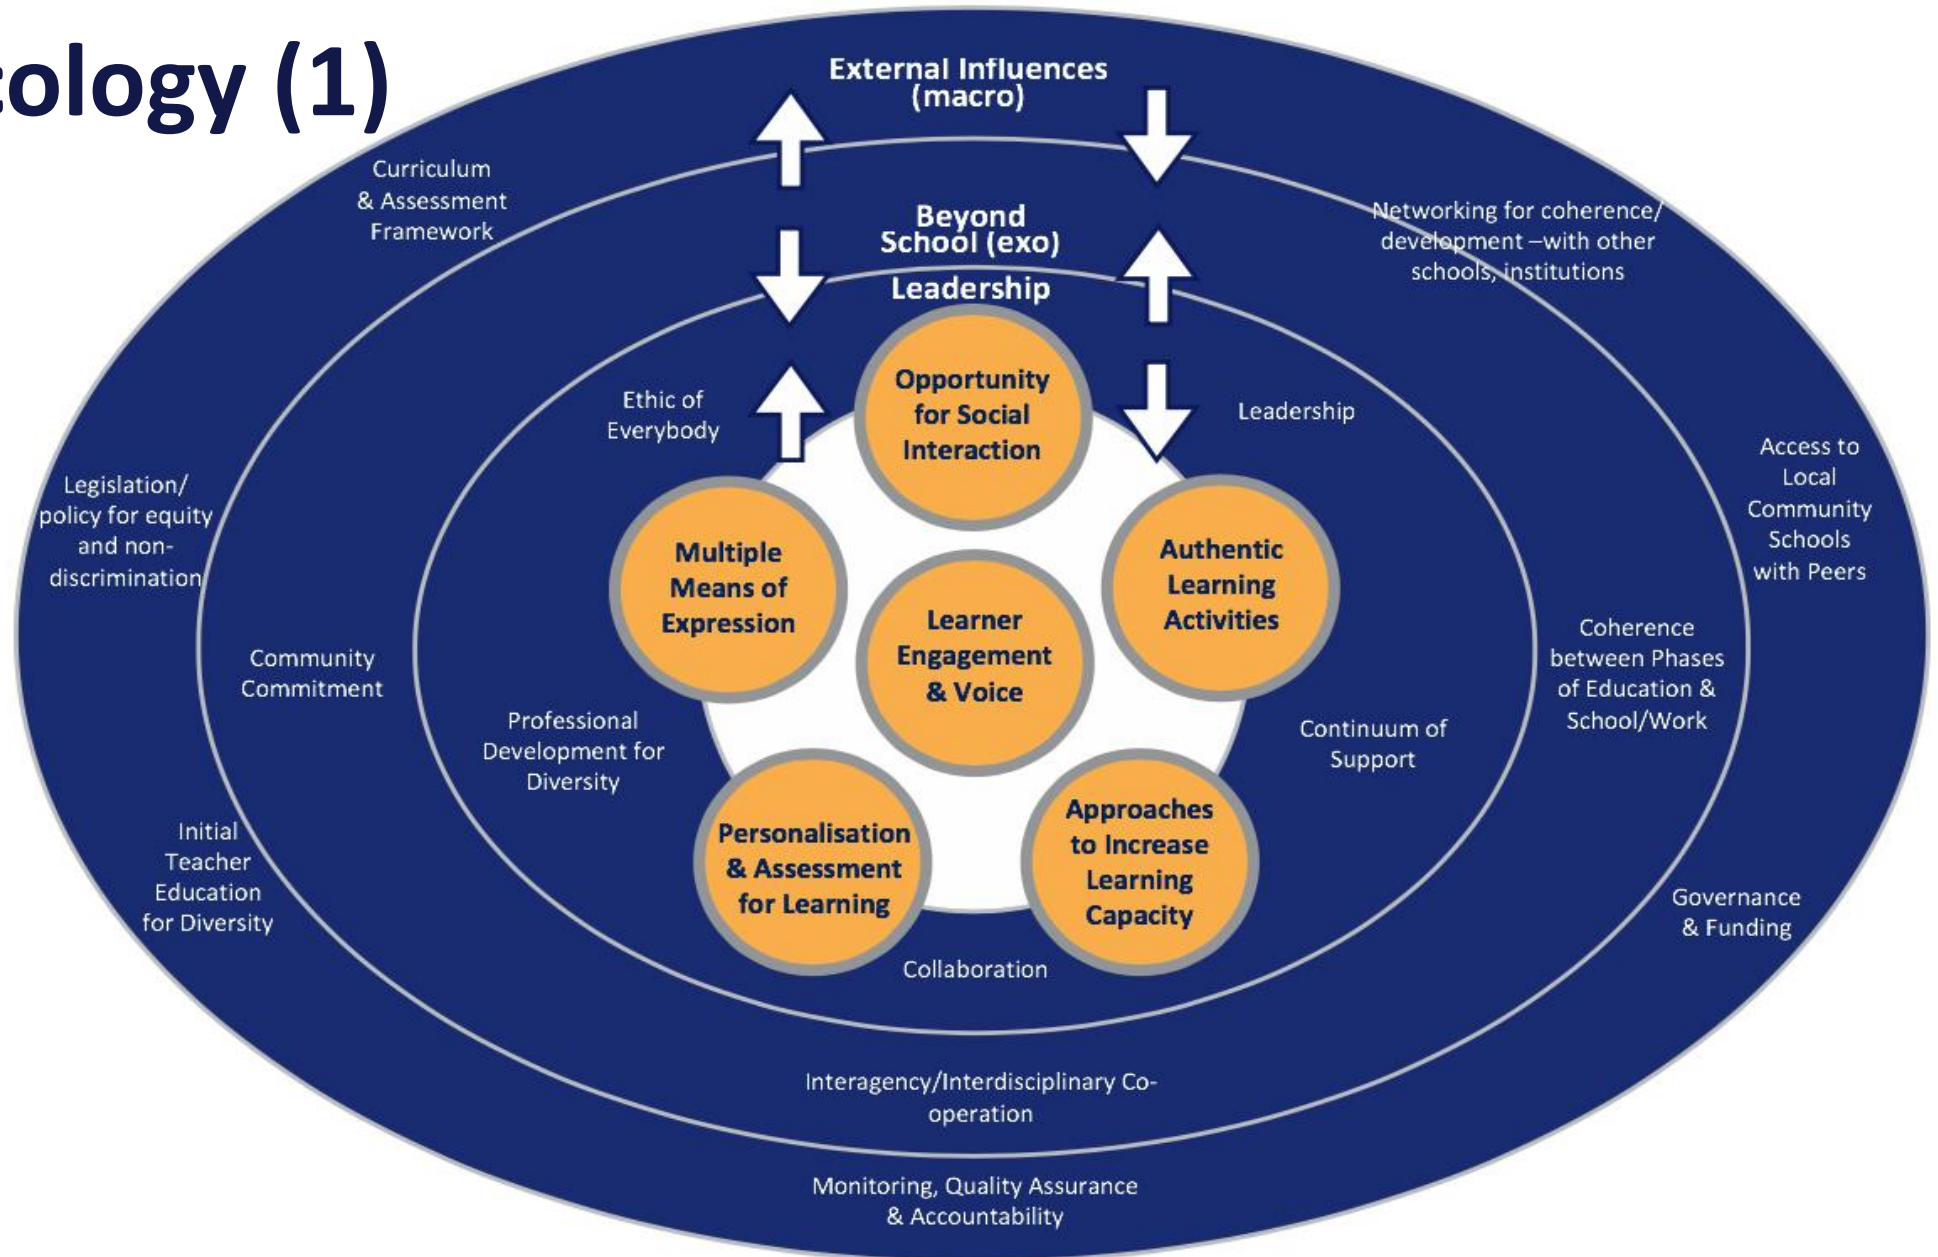 cology (1)
External Influences
(macro)
Curriculum
& Assessment
Framework
Networking for coherence/
development –with other
schools, institutions
Beyond
School (exo)
Leadership
Ethic of
Everybody
Leadership
Opportunity
for Social
Interaction
Legislation/
policy for equity
and non-
discrimination
Access to
Local
Community
Schools
with Peers
Multiple
Means of
Expression
Authentic
Learning
Activities
Learner
Engagement
& Voice
Community
Commitment
Coherence
between Phases
of Education &
School/Work
Professional
Development for
Diversity
Continuum of
Support
Personalisation
& Assessment
for Learning
Approaches
to Increase
Learning
Capacity
Initial
Teacher
Education
for Diversity
Governance
& Funding
Collaboration
Interagency/Interdisciplinary Co-
operation
Monitoring, Quality Assurance
& Accountability